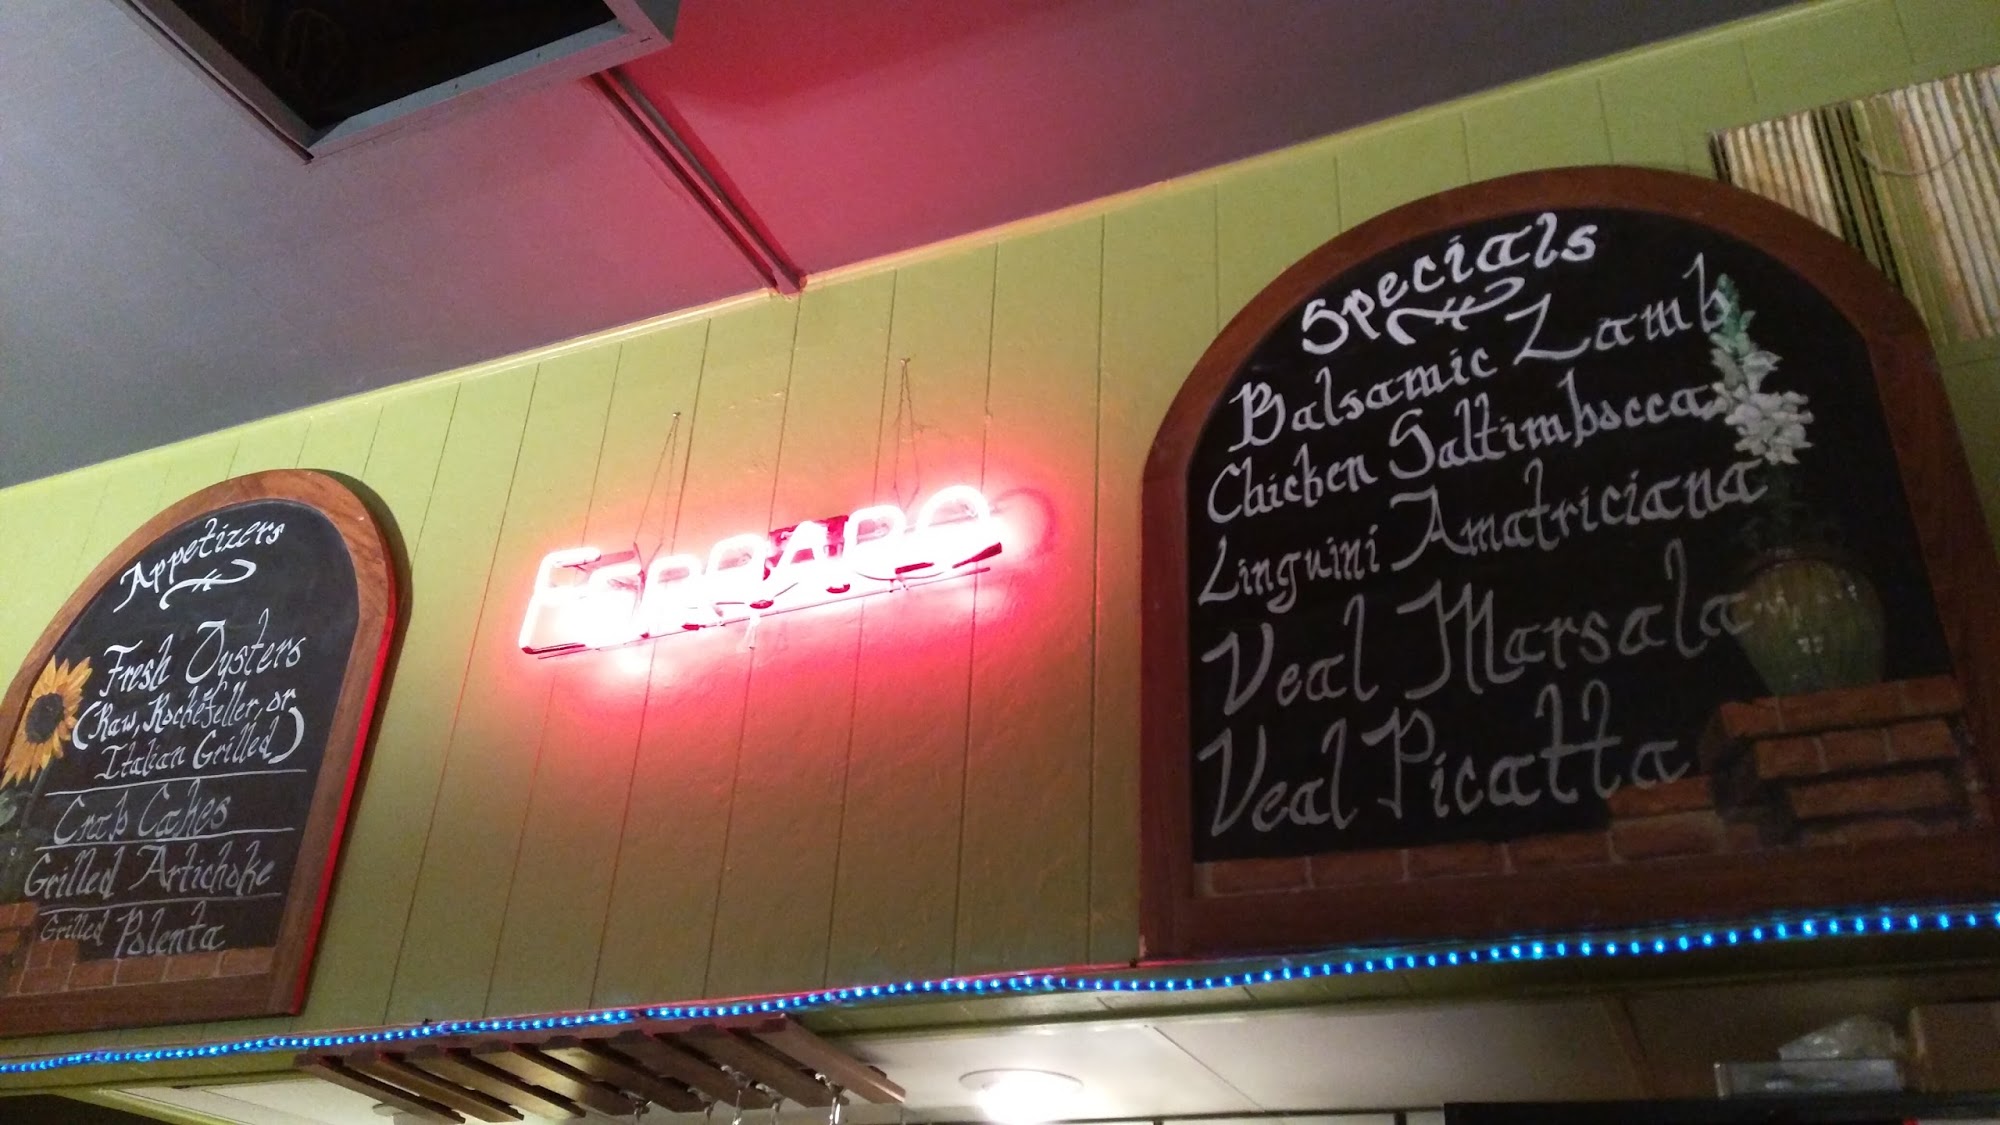 Appetizers
Fresh Oysters
(Raw, Rockefeller, or
Italian Grilled)
Crab Cakes
Grilled Artichoke
Grilled Polenta
FERRARO
Specials
Balsamic Lamb
Chicken Saltimbocca
Linguini Amatriciana
Veal Marsala
Veal Picatta